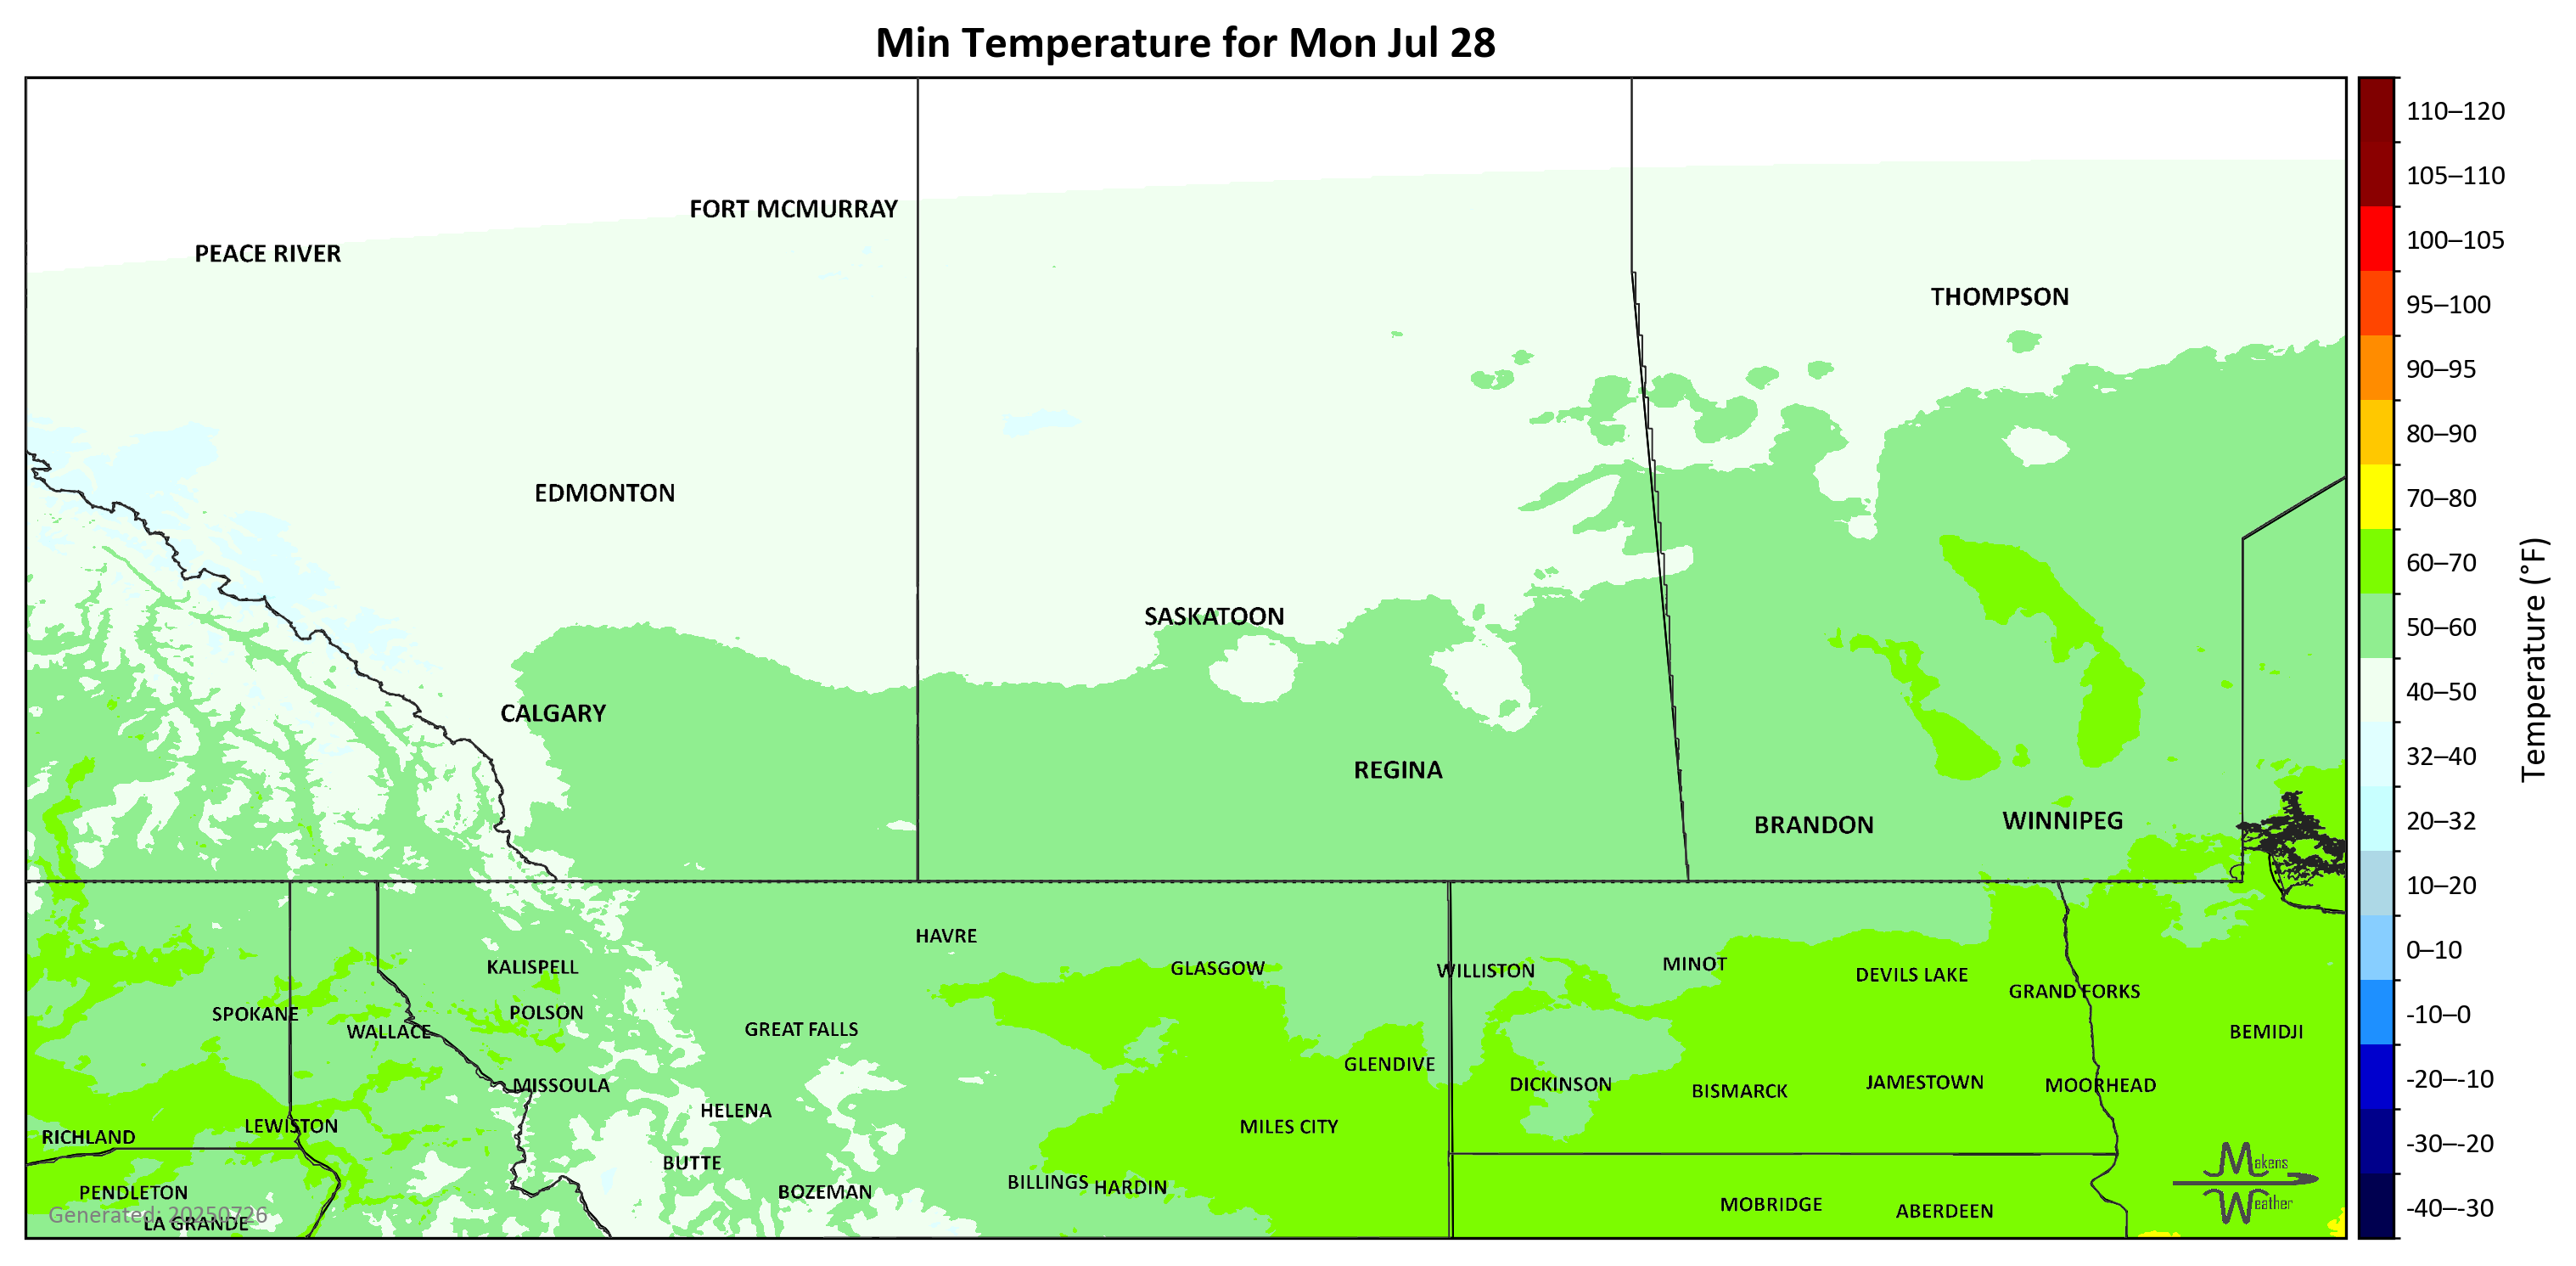 Min Temperature for Mon Jul 28
110–120
105–110
FORT MCMURRAY
100–105
PEACE RIVER
THOMPSON
95–100
90–95
80–90
EDMONTON
70–80
60–70
SASKATOON
50–60
Temperature (°F)
CALGARY
40–50
REGINA
32–40
BRANDON
WINNIPEG
20–32
10–20
HAVRE
0–10
KALISPELL
GLASGOW
WILLISTON
MINOT
DEVILS LAKE
GRAND FORKS
SPOKANE
POLSON
-10–0
WALLACE
GREAT FALLS
BEMIDJI
GLENDIVE
-20–-10
MISSOULA
DICKINSON
BISMARCK
JAMESTOWN
MOORHEAD
HELENA
LEWISTON
MILES CITY
RICHLAND
-30–-20
BUTTE
Makens
Weather
PENDLETON
BOZEMAN
BILLINGS
HARDIN
MOBRIDGE
ABERDEEN
-40–-30
Generated: 20250726
LA GRANDE